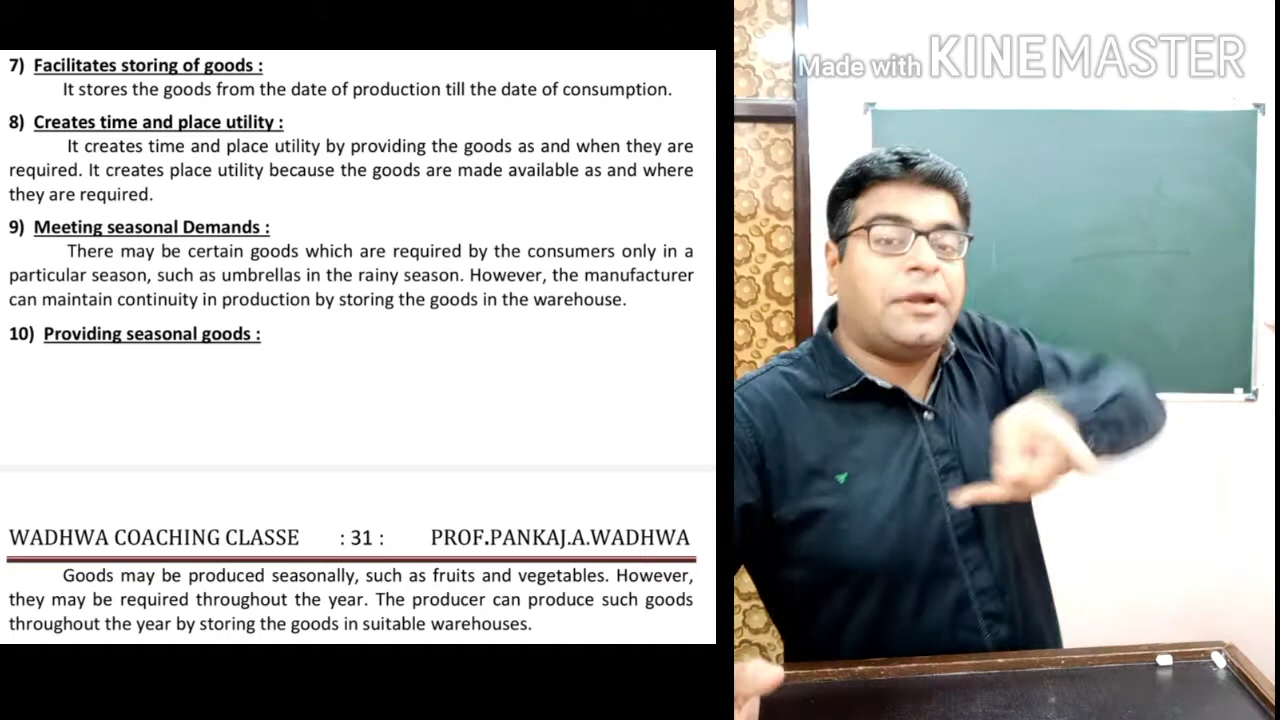 7) Facilitates storing of goods :
It stores the goods from the date of production till the date of consumption.
8) Creates time and place utility :
It creates time and place utility by providing the goods as and when they are
required. It creates place utility because the goods are made available as and where
they are required.
9) Meeting seasonal Demands :
There may be certain goods which are required by the consumers only in a
particular season, such as umbrellas in the rainy season. However, the manufacturer
can maintain continuity in production by storing the goods in the warehouse.
10) Providing seasonal goods :
WADHWA COACHING CLASSE : 31 : PROF.PANKAJ.A.WADHWA
Goods may be produced seasonally, such as fruits and vegetables. However,
they may be required throughout the year. The producer can produce such goods
throughout the year by storing the goods in suitable warehouses.
Made with KINEMASTER